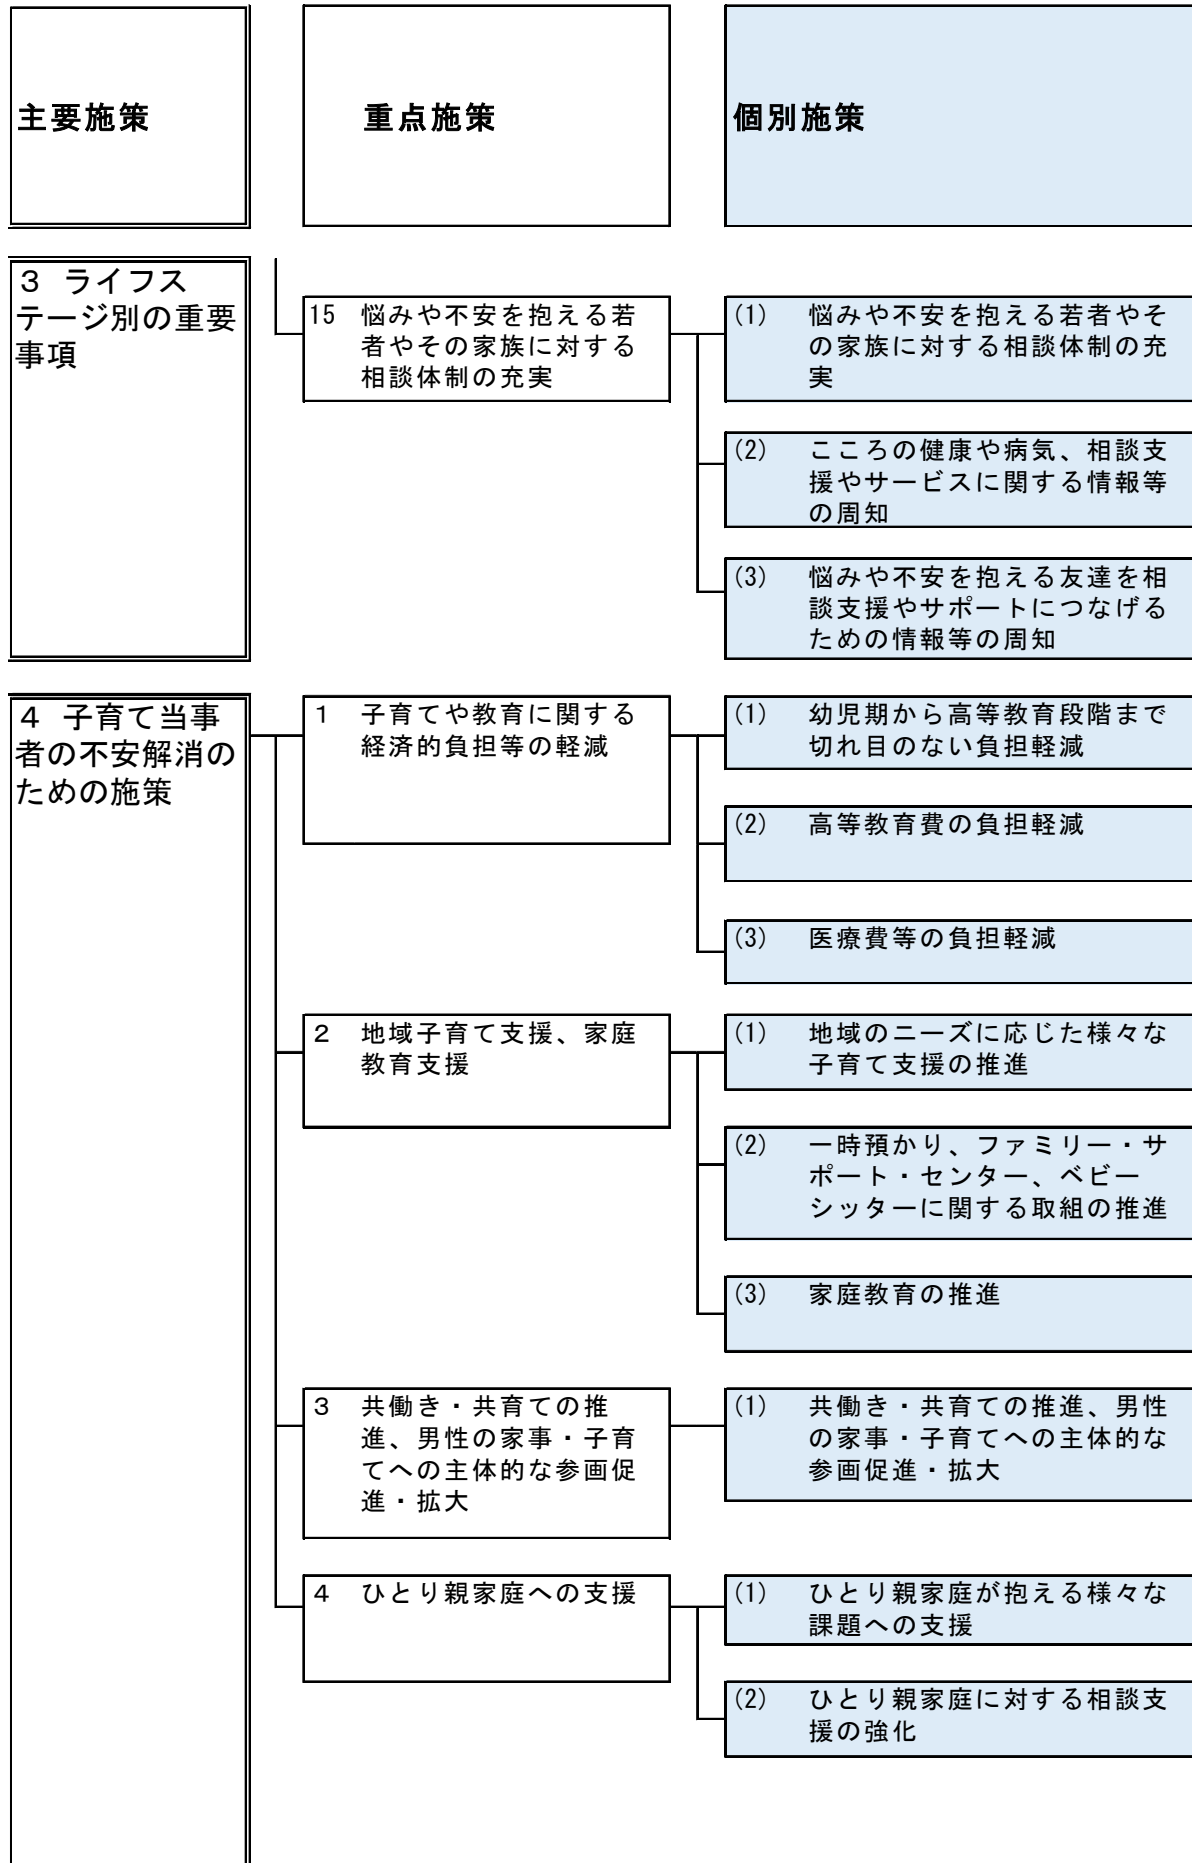 主要施策
重点施策
個別施策
３ ライフス
テージ別の重要
事項
15 悩みや不安を抱える若
者やその家族に対する
相談体制の充実
(1) 悩みや不安を抱える若者やそ
の家族に対する相談体制の充
実
(2) こころの健康や病気、相談支
援やサービスに関する情報等
の周知
(3) 悩みや不安を抱える友達を相
談支援やサポートにつなげる
ための情報等の周知
４ 子育て当事
者の不安解消の
ための施策
１ 子育てや教育に関する
経済的負担等の軽減
(1) 幼児期から高等教育段階まで
切れ目のない負担軽減
(2) 高等教育費の負担軽減
(3) 医療費等の負担軽減
２ 地域子育て支援、家庭
教育支援
(1) 地域のニーズに応じた様々な
子育て支援の推進
(2) 一時預かり、ファミリー・サ
ポート・センター、ベビー
シッターに関する取組の推進
(3) 家庭教育の推進
３ 共働き・共育ての推
進、男性の家事・子育
てへの主体的な参画促
進・拡大
(1) 共働き・共育ての推進、男性
の家事・子育てへの主体的な
参画促進・拡大
４ ひとり親家庭への支援
(1) ひとり親家庭が抱える様々な
課題への支援
(2) ひとり親家庭に対する相談支
援の強化